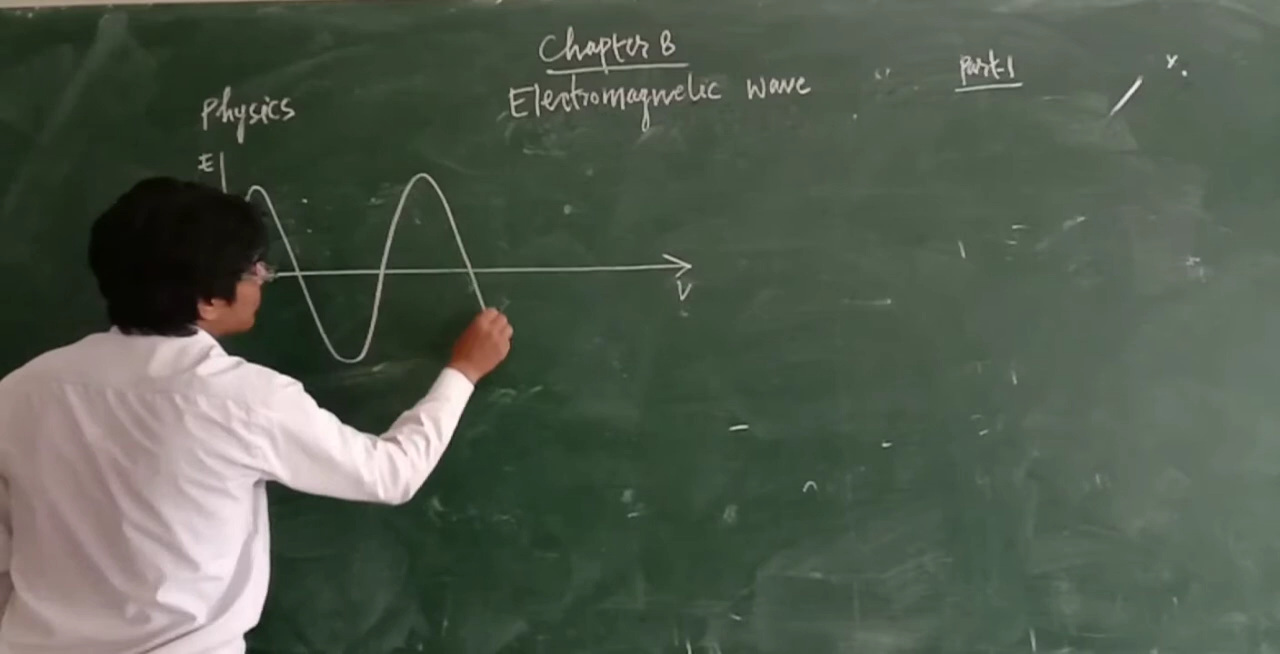 Chapter 8
Electromagnetic wave
Part-1
Physics
E
V